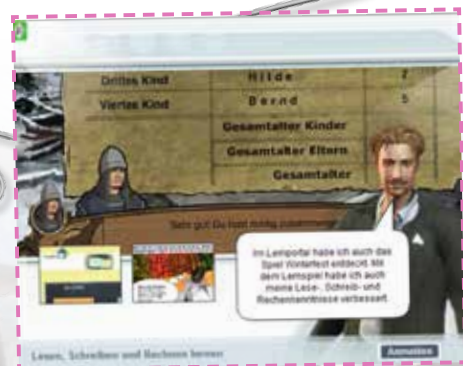 Drittes Kind Hilde 7
Viertes Kind Bernd 5
Gesamtalter Kinder
Gesamtalter Eltern
Gesamtalter
Sehr gut! Du hast richtig
Im Lernportal habe ich auch das
Spiel Winterfest entdeckt. Mit
dem Lernspiel habe ich auch
meine Lese-, Schreib- und
Rechenkenntnisse verbessert.
Lesen, Schreiben und Rechnen lernen
Anmelden